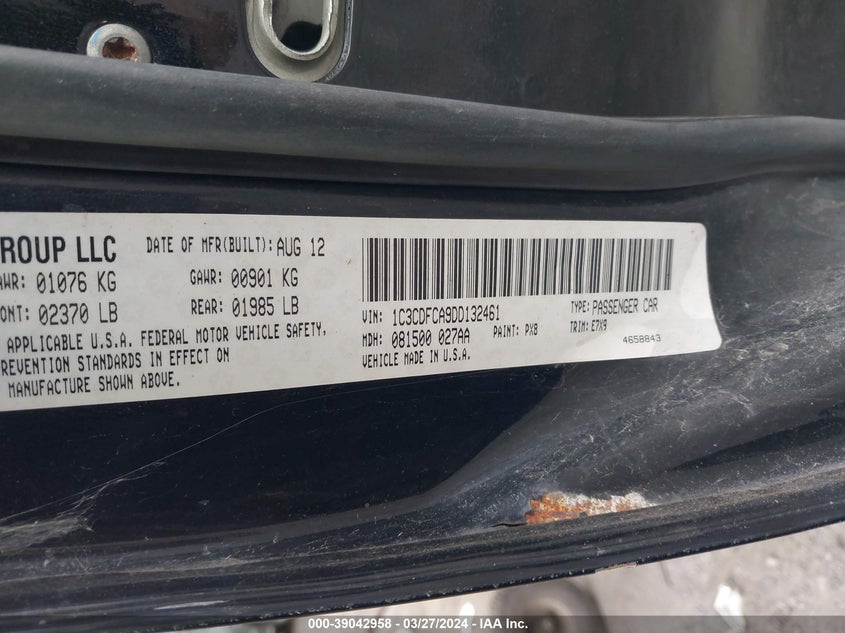 ROUP LLC DATE OF MFR(BUILT): AUG 12
AWR: 01076 KG GAWR: 00901 KG
ONT: 02370 LB REAR: 01985 LB
APPLICABLE U.S.A. FEDERAL MOTOR VEHICLE SAFETY,
REVENTION STANDARDS IN EFFECT ON
MANUFACTURE SHOWN ABOVE.
VIN: 1C3CDFCA9DD132461 TYPE: PASSENGER CAR
MDH: 081500 027AA PAINT: PX8 TRIM: E7X9
VEHICLE MADE IN U.S.A. 4658843
000-39042958 - 03/27/2024 - IAA Inc.